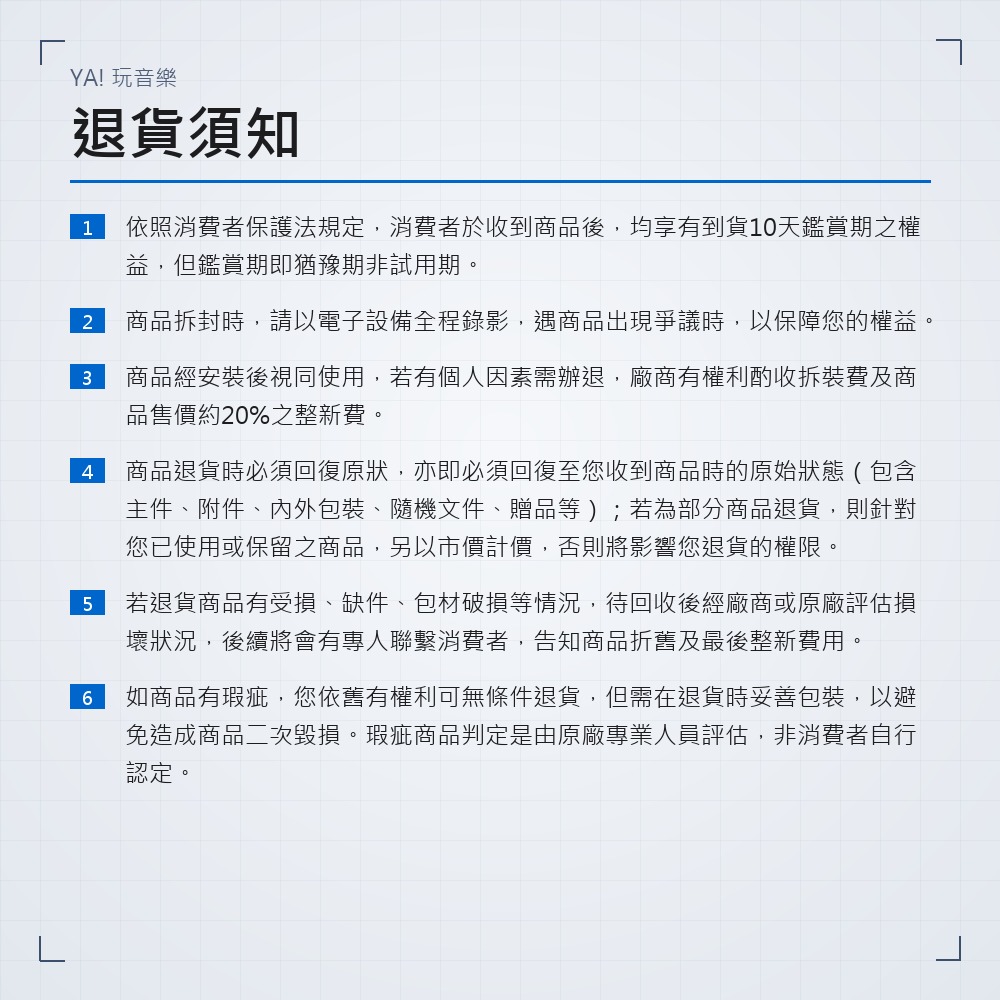 YA! 玩音樂
退貨須知
1 依照消費者保護法規定，消費者於收到商品後，均享有到貨10天鑑賞期之權
益，但鑑賞期即猶豫期非試用期。
2 商品拆封時，請以電子設備全程錄影，遇商品出現爭議時，以保障您的權益。
3 商品經安裝後視同使用，若有個人因素需辦退，廠商有權利酌收拆裝費及商
品售價約20%之整新費。
4 商品退貨時必須回復原狀，亦即必須回復至您收到商品時的原始狀態（包含
主件、附件、內外包裝、隨機文件、贈品等）；若為部分商品退貨，則針對
您已使用或保留之商品，另以市價計價，否則將影響您退貨的權限。
5 若退貨商品有受損、缺件、包材破損等情況，待回收後經廠商或原廠評估損
壞狀況，後續將會有專人聯繫消費者，告知商品折舊及最後整新費用。
6 如商品有瑕疵，您依舊有權利可無條件退貨，但需在退貨時妥善包裝，以避
免造成商品二次毀損。瑕疵商品判定是由原廠專業人員評估，非消費者自行
認定。